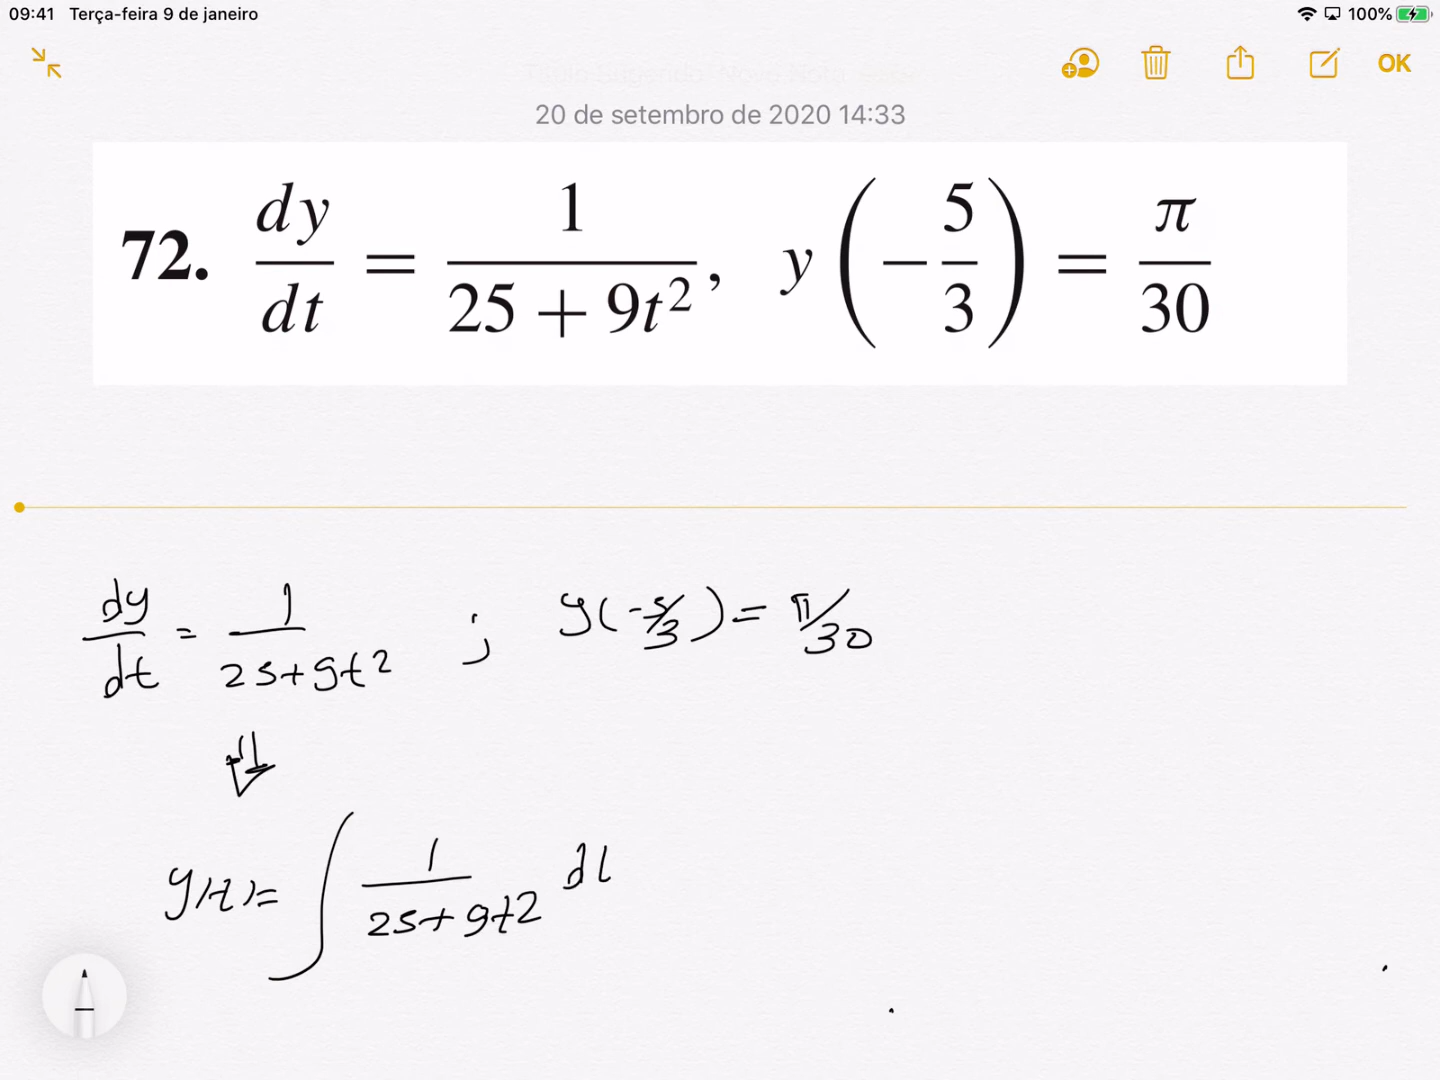 09:41 Terça-feira 9 de janeiro 100%
OK
20 de setembro de 2020 14:33
72. dy/dt = 1/(25 + 9t²), y(-5/3) = π/30
dy/dt = 1/(25+9t2) ; y(-5/3) = π/30
y(t) = ∫ 1/(25+9t2) dt